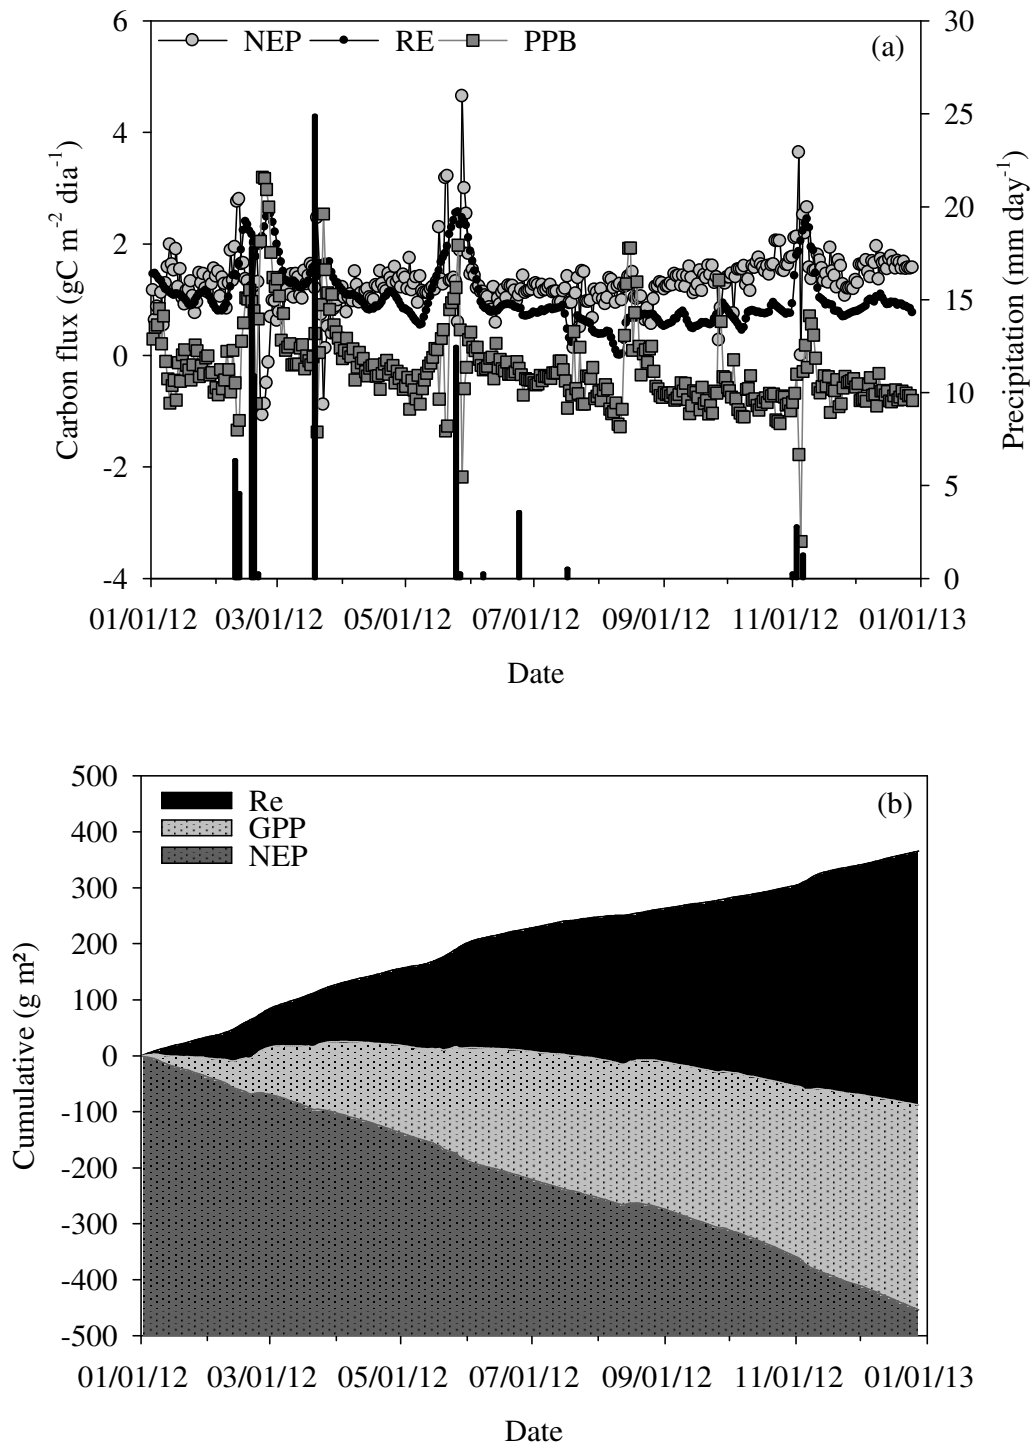 NEP RE PPB
(a)
6
4
2
0
-2
-4
Carbon flux (gC m⁻² dia⁻¹)
30
25
20
15
10
5
0
Precipitation (mm day⁻¹)
01/01/12 03/01/12 05/01/12 07/01/12 09/01/12 11/01/12 01/01/13
Date
Re
GPP
NEP
(b)
500
400
300
200
100
0
-100
-200
-300
-400
-500
Cumulative (g m²)
01/01/12 03/01/12 05/01/12 07/01/12 09/01/12 11/01/12 01/01/13
Date